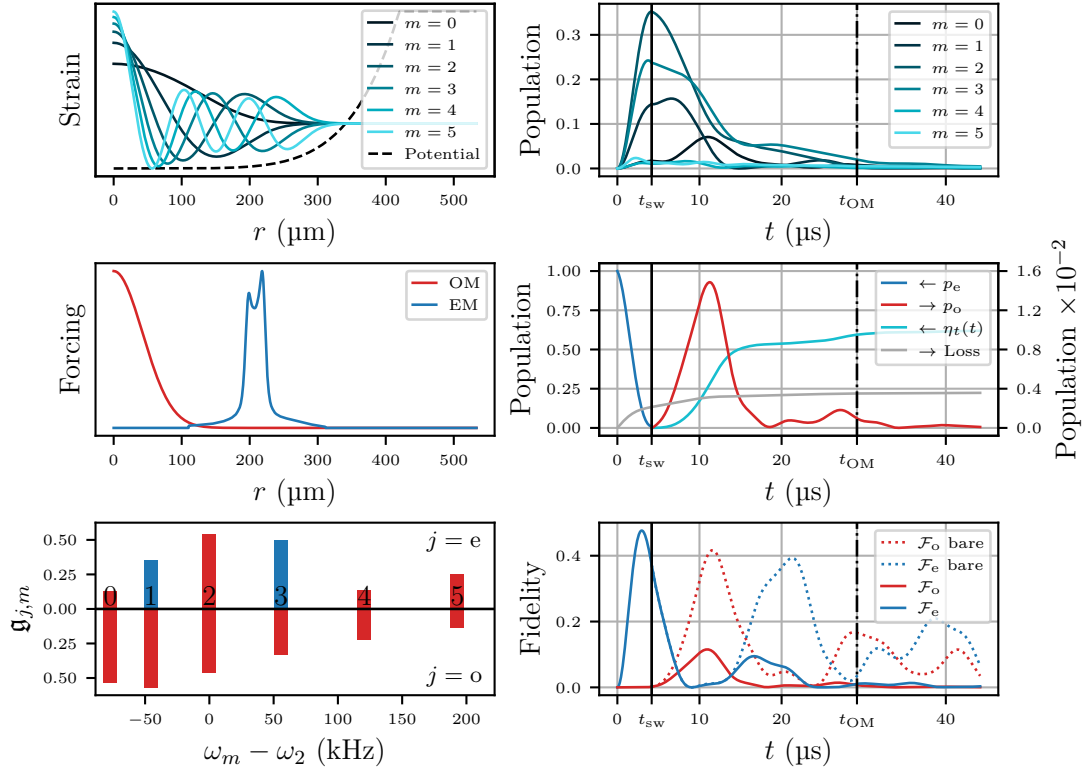 Strain
m = 0
m = 1
m = 2
m = 3
m = 4
m = 5
Potential
0 100 200 300 400 500
r (µm)
Population
0.3
0.2
0.1
0.0
m = 0
m = 1
m = 2
m = 3
m = 4
m = 5
0 t_sw 10 20 t_OM 40
t (µs)
Forcing
OM
EM
0 100 200 300 400 500
r (µm)
Population
1.00
0.75
0.50
0.25
0.00
← p_e
→ p_o
← η_t(t)
→ Loss
1.6
1.2
0.8
0.4
0.0
Population ×10⁻²
0 t_sw 10 20 t_OM 40
t (µs)
𝔤_j,m
0.50
0.25
0.00
0.25
0.50
j = e
0 1 2 3 4 5
j = o
−50 0 50 100 150 200
ω_m − ω_2 (kHz)
Fidelity
0.4
0.2
0.0
ℱ_o bare
ℱ_e bare
ℱ_o
ℱ_e
0 t_sw 10 20 t_OM 40
t (µs)